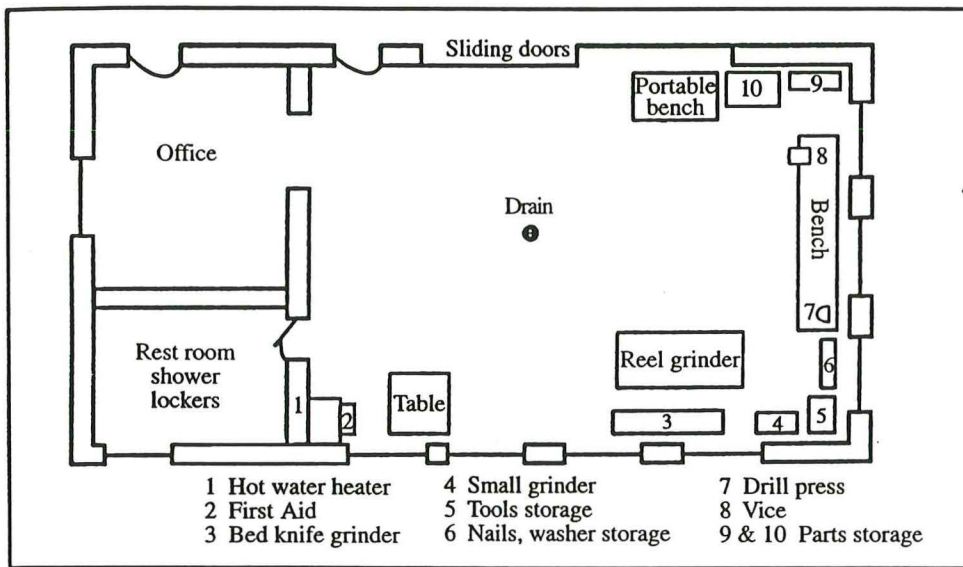 Sliding doors
Portable
bench
10
9
Office
8
Bench
Drain
7
Rest room
shower
lockers
Reel grinder
6
1
2
Table
3
4
5
1 Hot water heater
2 First Aid
3 Bed knife grinder
4 Small grinder
5 Tools storage
6 Nails, washer storage
7 Drill press
8 Vice
9 & 10 Parts storage